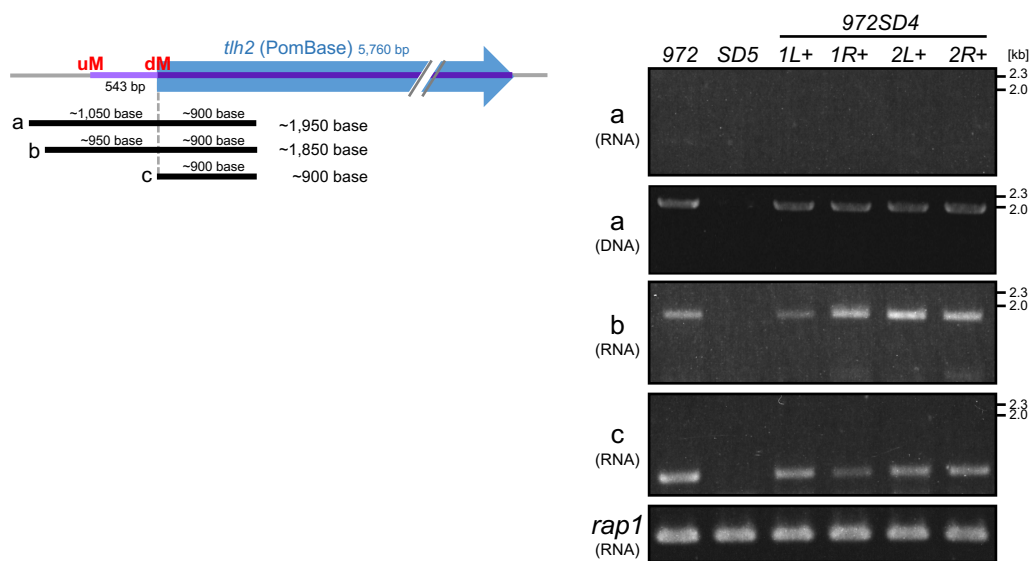 tlh2 (PomBase) 5,760 bp
uM dM
543 bp
a ~1,050 base ~900 base ~1,950 base
b ~950 base ~900 base ~1,850 base
c ~900 base ~900 base
972SD4
972 SD5 1L+ 1R+ 2L+ 2R+ [kb]
2.3
2.0
a
(RNA)
2.3
2.0
a
(DNA)
2.3
2.0
b
(RNA)
2.3
2.0
c
(RNA)
rap1
(RNA)